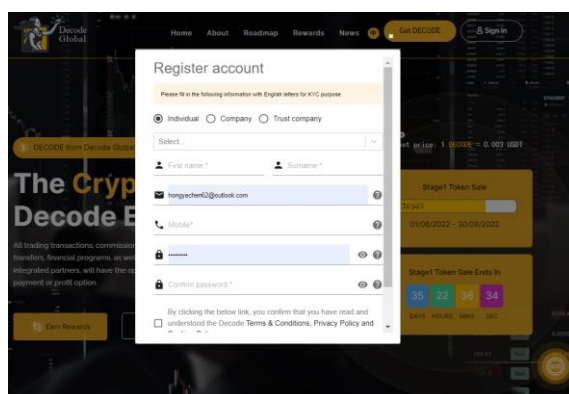 Decode
Global
Home About Roadmap Rewards News
Get DECODE
Sign In
Register account
Please fill in the following information with English letters for KYC purpose
Individual Company Trust company
Select...
First name * Surname *
hongyechen62@outlook.com
Mobile*
Confirm password *
By clicking the below link, you confirm that you have read and
understood the Decode Terms & Conditions, Privacy Policy and
DECODE from Decode Global
The Cryp
Decode E
All trading transactions, commission
transfers, financial programs, as well
integrated partners, will have the op
payment or profit option.
Earn Rewards
et price: 1 DECODE = 0.003 USDT
Stage1 Token Sale
01/06/2022 - 30/09/2022
Stage1 Token Sale Ends In
35 22 36 34
DAYS HOURS MINS SEC